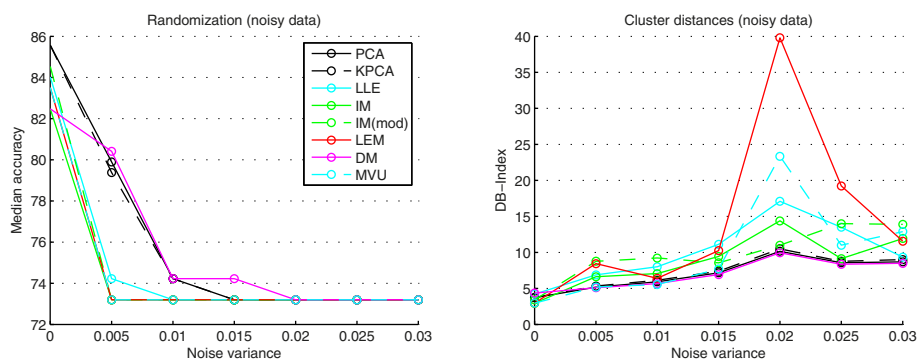 Randomization (noisy data)
Median accuracy
86
84
82
80
78
76
74
72
0
0.005
0.01
0.015
0.02
0.025
0.03
Noise variance
PCA
KPCA
LLE
IM
IM(mod)
LEM
DM
MVU
Cluster distances (noisy data)
DB-Index
40
35
30
25
20
15
10
5
0
0
0.005
0.01
0.015
0.02
0.025
0.03
Noise variance